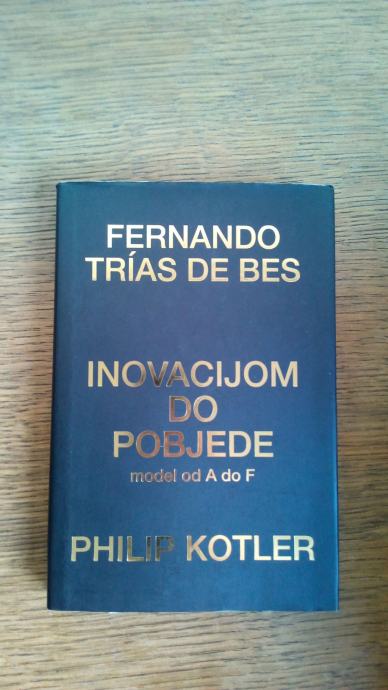 FERNANDO
TRÍAS DE BES
INOVACIJOM
DO
POBJEDE
model od A do F
PHILIP KOTLER